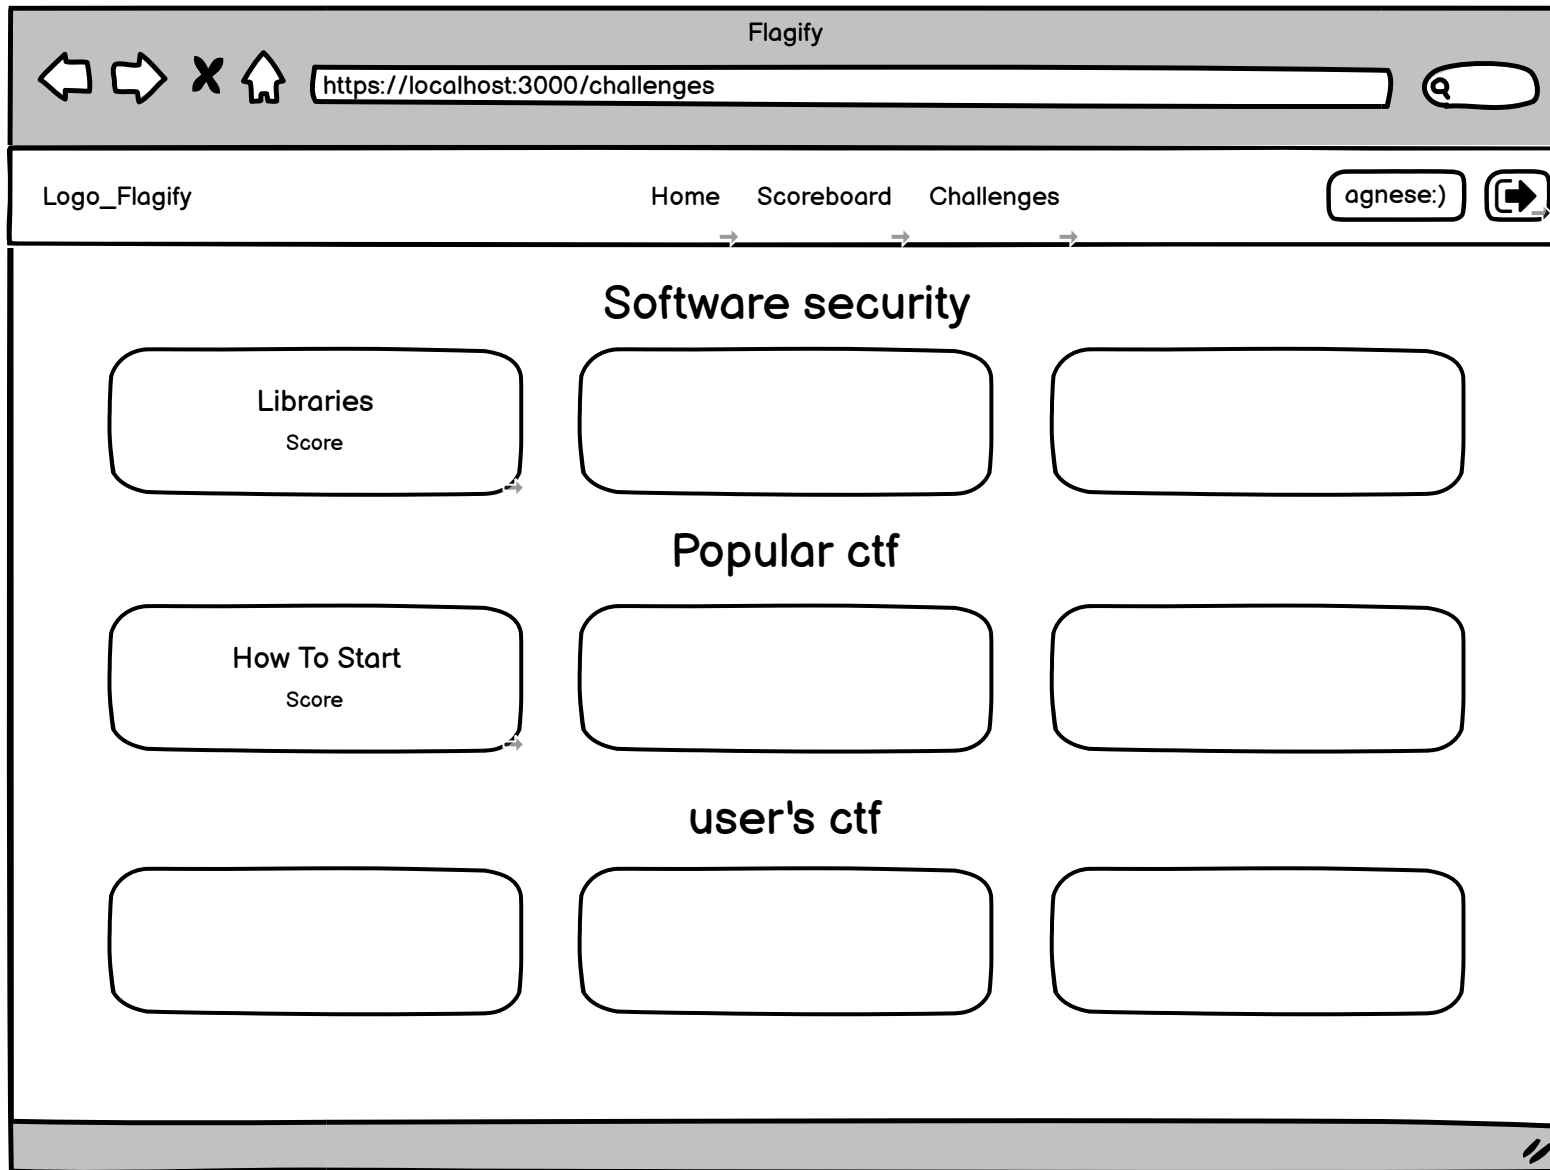 Flagify
https://localhost:3000/challenges
Logo_Flagify
Home
Scoreboard
Challenges
agnese:)
Software security
Libraries
Score
Popular ctf
How To Start
Score
user's ctf